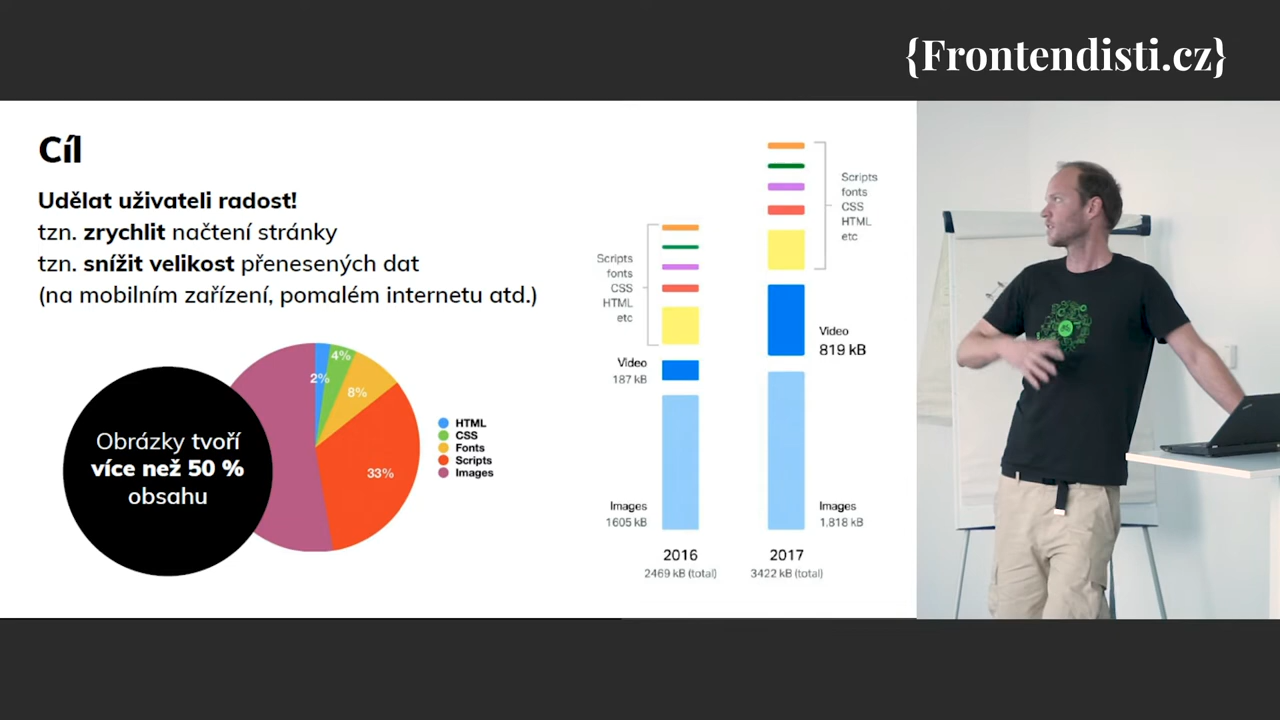 {Frontendisti.cz}
Cíl
Udělat uživateli radost!
tzn. zrychlit načtení stránky
tzn. snížit velikost přenesených dat
(na mobilním zařízení, pomalém internetu atd.)
Obrázky tvoří
více než 50 %
obsahu
2%
4%
8%
33%
HTML
CSS
Fonts
Scripts
Images
Scripts
fonts
CSS
HTML
etc
Video
187 kB
Images
1605 kB
2016
2469 kB (total)
Scripts
fonts
CSS
HTML
etc
Video
819 kB
Images
1.818 kB
2017
3422 kB (total)